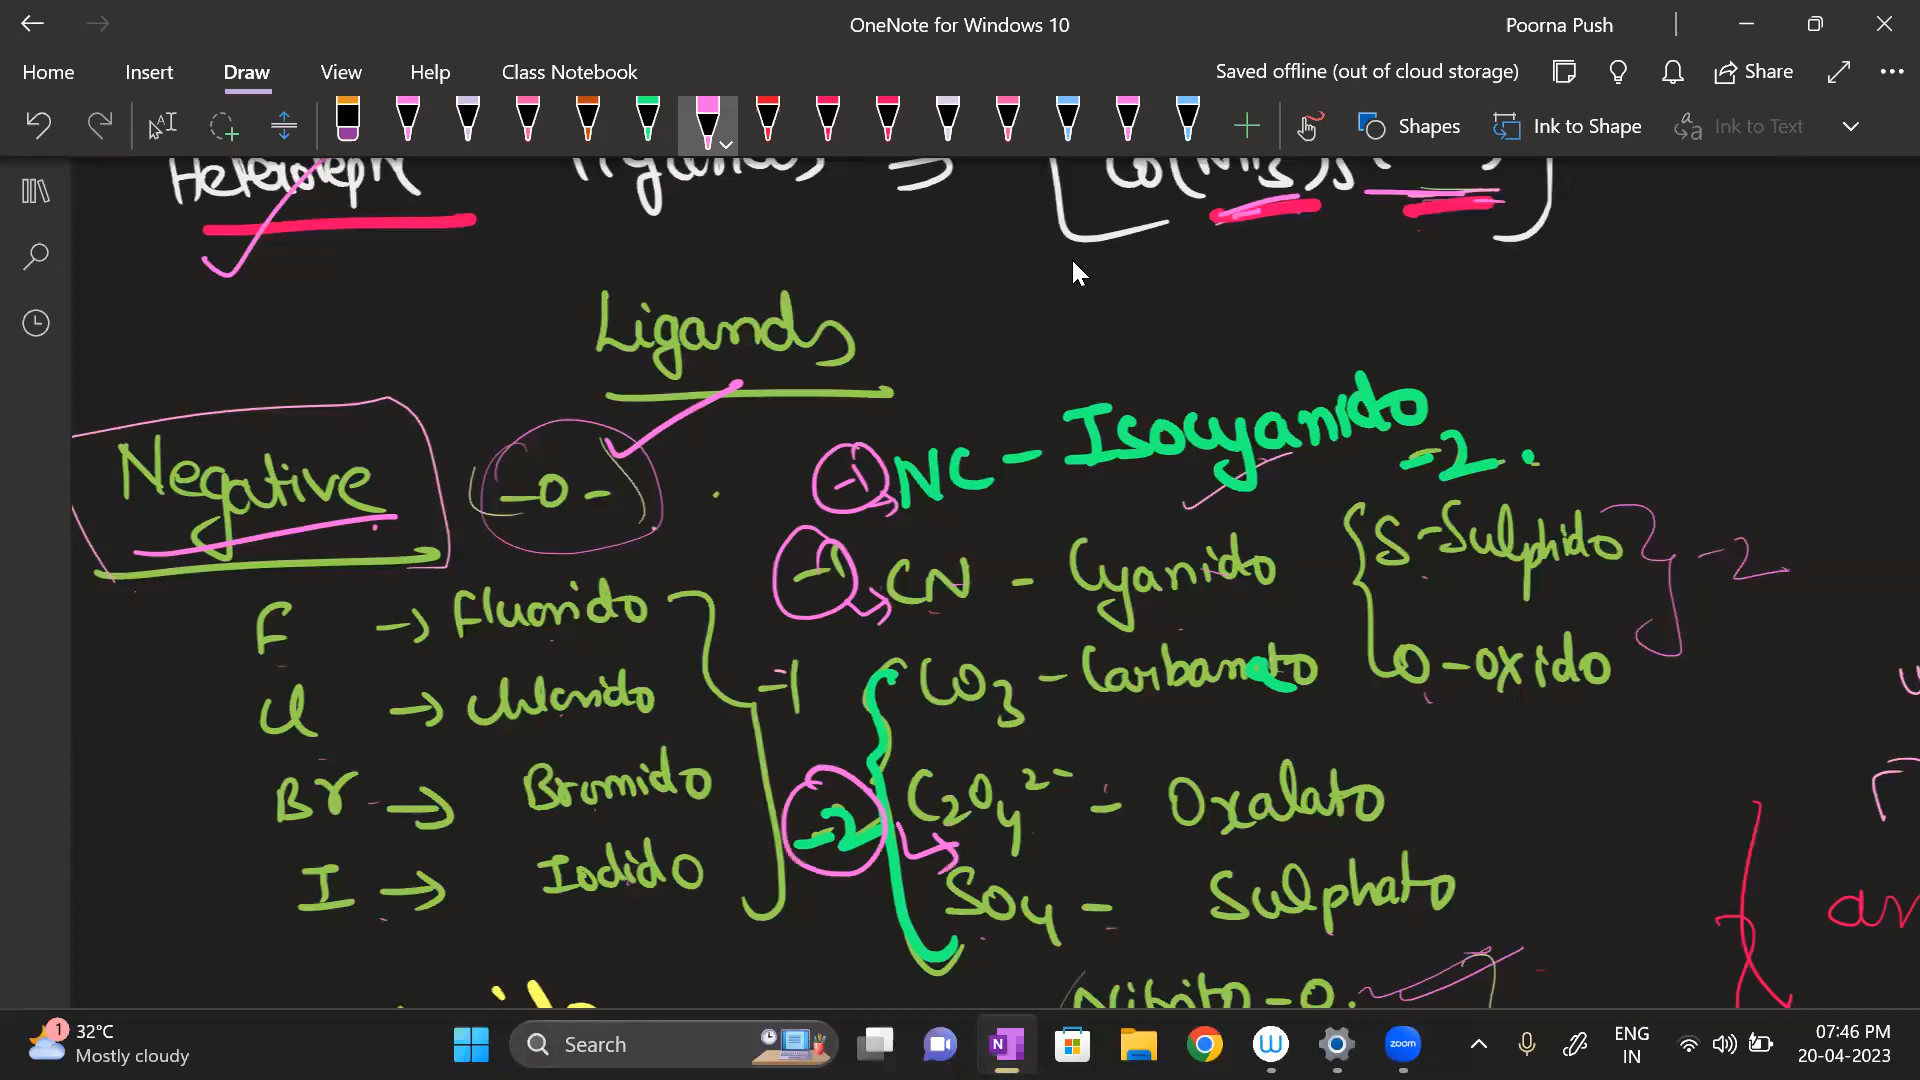 OneNote for Windows 10
Poorna Push
Home Insert Draw View Help Class Notebook
Saved offline (out of cloud storage)
Share
Shapes
Ink to Shape
Ink to Text
Ligands
Negative
-O-
-1 NC - Isocyanido
-2.
-1 CN - Cyanido
S - Sulphido
-2
O - Oxido
F → Fluorido
Cl → Chlorido
-1
Br → Bromido
I → Iodido
CO3 - Carbanato
-2
C2O4 2- - Oxalato
SO4 - Sulphato
Nitrito - O.
1
32°C
Mostly cloudy
Search
zoom
ENG
IN
07:46 PM
20-04-2023